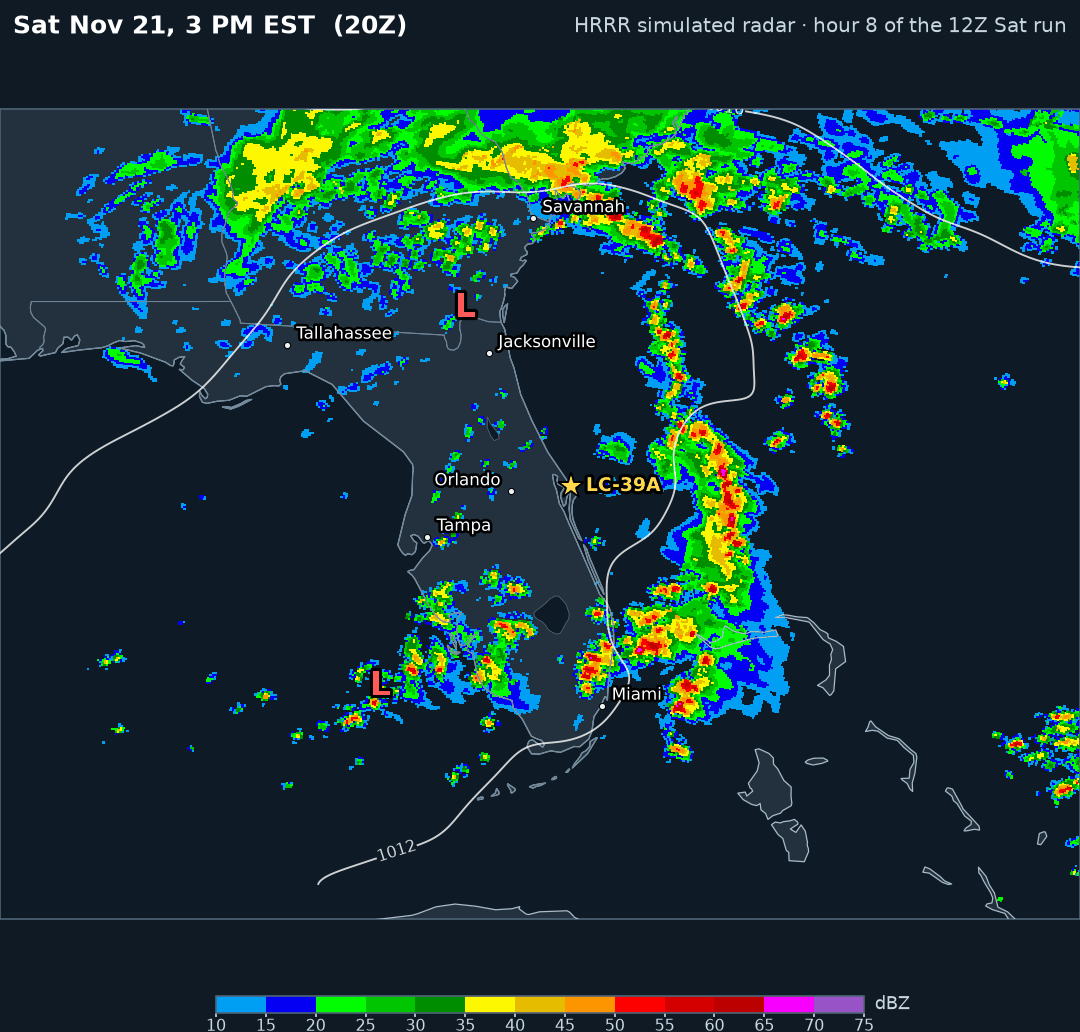 Sat Nov 21, 3 PM EST (20Z)
HRRR simulated radar · hour 8 of the 12Z Sat run
Savannah
L
Tallahassee
Jacksonville
Orlando
LC-39A
Tampa
L
Miami
1012
dBZ
10 15 20 25 30 35 40 45 50 55 60 65 70 75